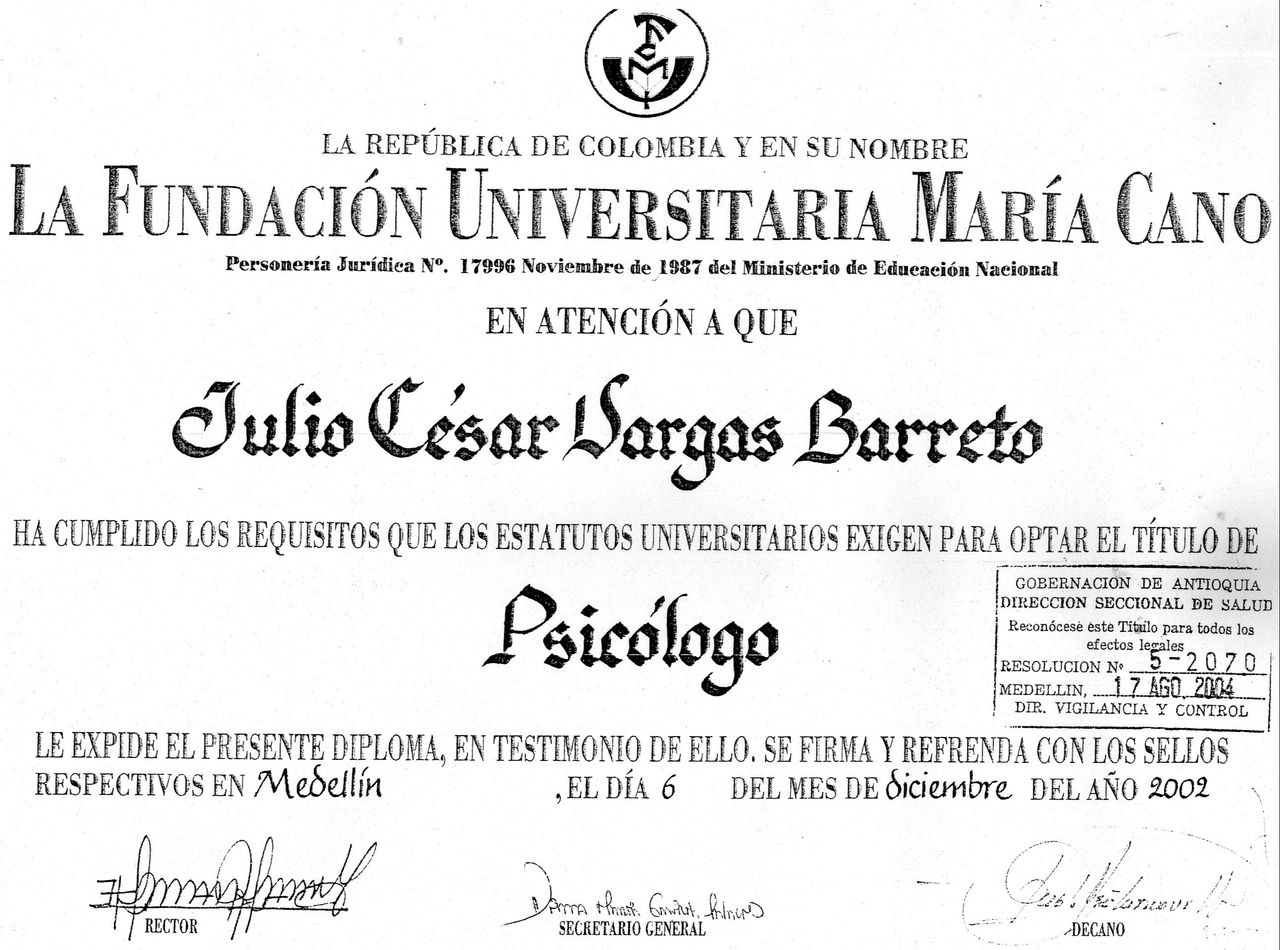 FCM
LA REPÚBLICA DE COLOMBIA Y EN SU NOMBRE
LA FUNDACIÓN UNIVERSITARIA MARÍA CANO
Personería Jurídica Nº. 17996 Noviembre de 1987 del Ministerio de Educación Nacional
EN ATENCIÓN A QUE
Julio César Vargas Barreto
HA CUMPLIDO LOS REQUISITOS QUE LOS ESTATUTOS UNIVERSITARIOS EXIGEN PARA OPTAR EL TÍTULO DE
Psicólogo
GOBERNACION DE ANTIOQUIA
DIRECCION SECCIONAL DE SALUD
Reconócese este Título para todos los
efectos legales
RESOLUCION Nº 5-2070
MEDELLIN, 17 AGO 2004
DIR. VIGILANCIA Y CONTROL
LE EXPIDE EL PRESENTE DIPLOMA, EN TESTIMONIO DE ELLO. SE FIRMA Y REFRENDA CON LOS SELLOS
RESPECTIVOS EN Medellín , EL DÍA 6 DEL MES DE diciembre DEL AÑO 2002
RECTOR
SECRETARIO GENERAL
DECANO